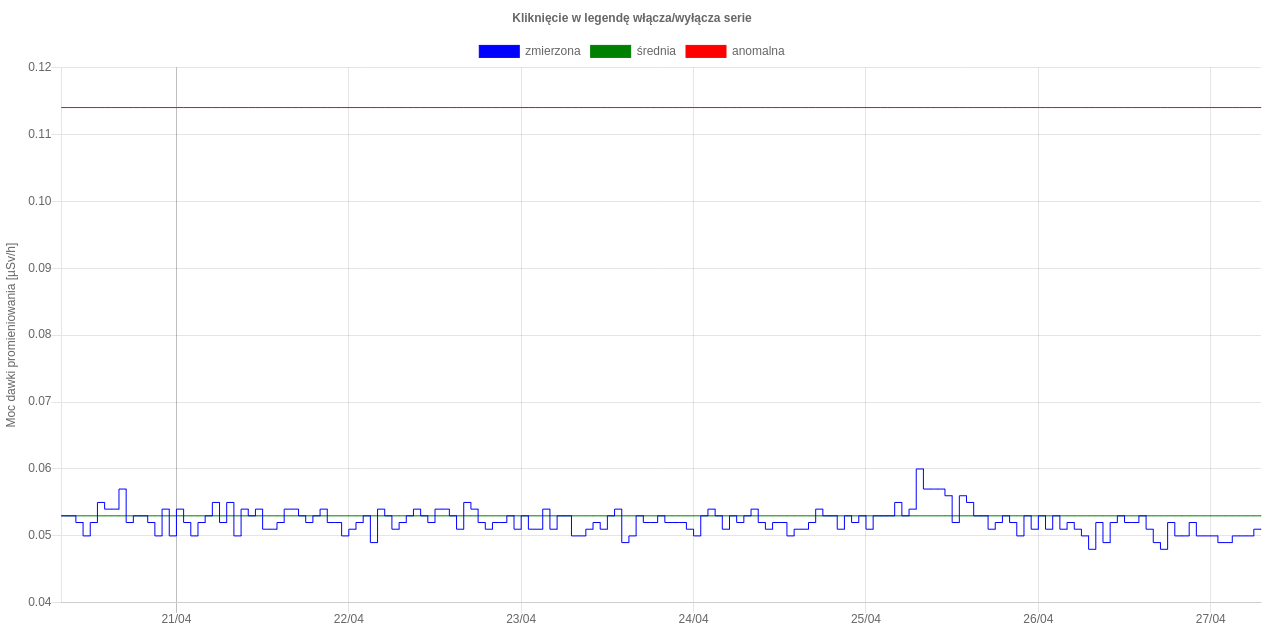 Kliknięcie w legendę włącza/wyłącza serie
zmierzona średnia anomalna
Moc dawki promieniowania [µSv/h]
0.12
0.11
0.10
0.09
0.08
0.07
0.06
0.05
0.04
21/04 22/04 23/04 24/04 25/04 26/04 27/04